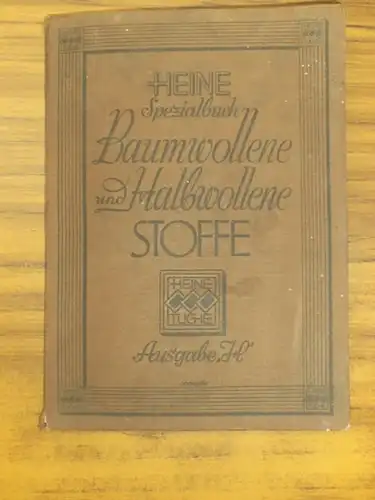 HEINE
Spezialbuch
Baumwollene
und Halbwollene
STOFFE
HEINE
TUCHE
Ausgabe „H“